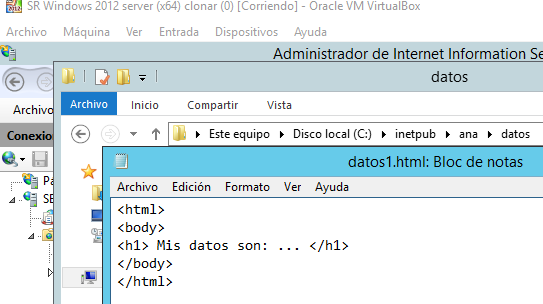 SR Windows 2012 server (x64) clonar (0) [Corriendo] - Oracle VM VirtualBox
Archivo Máquina Ver Entrada Dispositivos Ayuda
Administrador de Internet Information Se
datos
Archivo Inicio Compartir Vista
Archivo
Este equipo Disco local (C:) inetpub ana datos
Conexio
datos1.html: Bloc de notas
Archivo Edición Formato Ver Ayuda
<html>
<body>
<h1> Mis datos son: ... </h1>
</body>
</html>